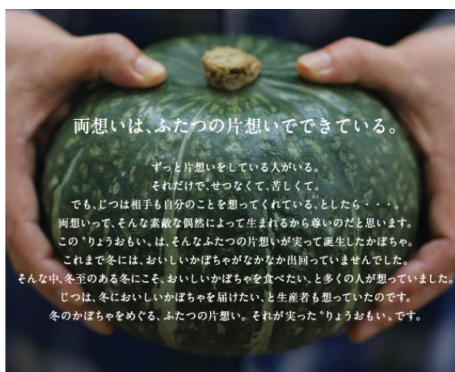 両想いは、ふたつの片想いでできている。
ずっと片想いをしている人がいる。
それだけで、せつなくて、苦しくて。
でも、じつは相手も自分のことを想ってくれている、としたら・・・。
両想いって、そんな素敵な偶然によって生まれるから尊いのだと思います。
この“りょうおもい”は、そんなふたつの片想いが実って誕生したかぼちゃ。
これまで冬には、おいしいかぼちゃがなかなか出回っていませんでした。
そんな中、冬至のある冬にこそ、おいしいかぼちゃを食べたい、と多くの人が想っていました。
じつは、冬においしいかぼちゃを届けたい、と生産者も想っていたのです。
冬のかぼちゃをめぐる、ふたつの片想い。それが実った“りょうおもい”です。